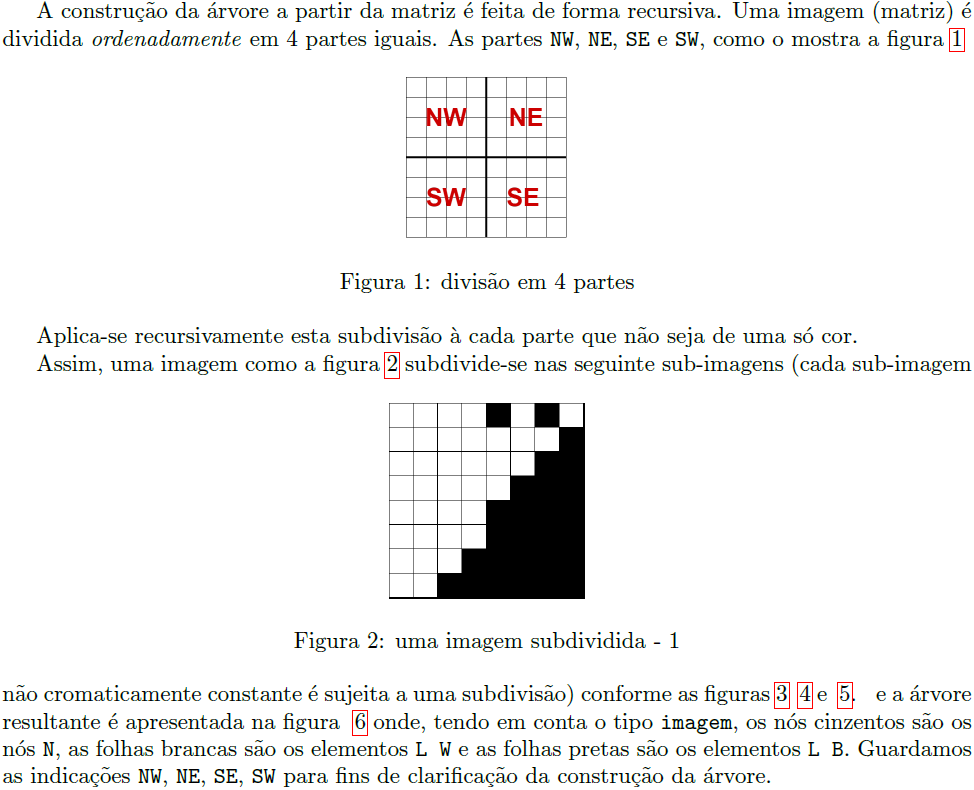 A construção da árvore a partir da matriz é feita de forma recursiva. Uma imagem (matriz) é
dividida ordenadamente em 4 partes iguais. As partes NW, NE, SE e SW, como o mostra a figura 1
NW NE
SW SE
Figura 1: divisão em 4 partes
Aplica-se recursivamente esta subdivisão à cada parte que não seja de uma só cor.
Assim, uma imagem como a figura 2 subdivide-se nas seguinte sub-imagens (cada sub-imagem
Figura 2: uma imagem subdividida - 1
não cromaticamente constante é sujeita a uma subdivisão) conforme as figuras 3 4 e 5. e a árvore
resultante é apresentada na figura 6 onde, tendo em conta o tipo imagem, os nós cinzentos são os
nós N, as folhas brancas são os elementos L W e as folhas pretas são os elementos L B. Guardamos
as indicações NW, NE, SE, SW para fins de clarificação da construção da árvore.